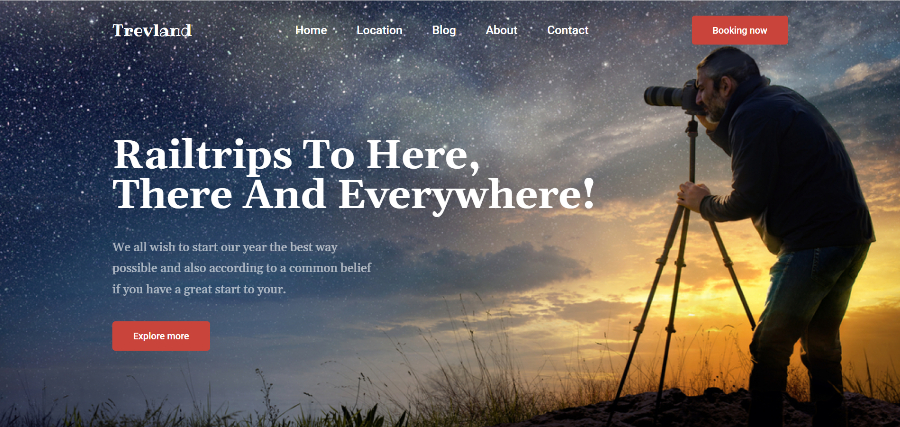 Trevland
Home
Location
Blog
About
Contact
Booking now
Railtrips To Here,
There And Everywhere!
We all wish to start our year the best way
possible and also according to a common belief
if you have a great start to your.
Explore more